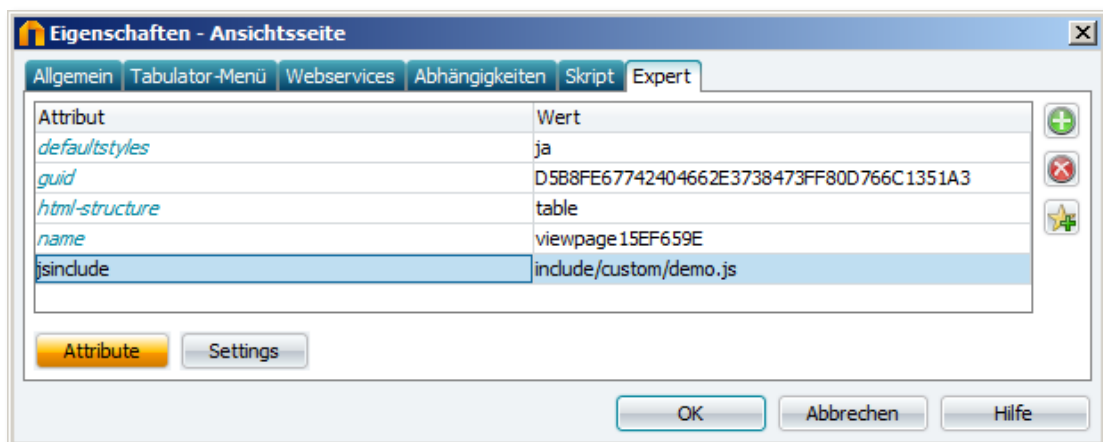 Eigenschaften - Ansichtsseite
Allgemein Tabulator-Menü Webservices Abhängigkeiten Skript Expert
Attribut Wert
defaultstyles ja
guid D5B8FE67742404662E3738473FF80D766C1351A3
html-structure table
name viewpage15EF659E
jsinclude include/custom/demo.js
Attribute Settings
OK Abbrechen Hilfe